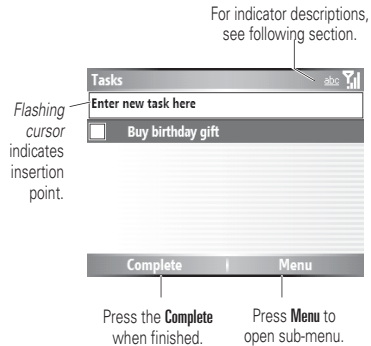 For indicator descriptions,
see following section.
Tasks abc
Enter new task here
Buy birthday gift
Flashing
cursor
indicates
insertion
point.
Complete Menu
Press the Complete
when finished.
Press Menu to
open sub-menu.